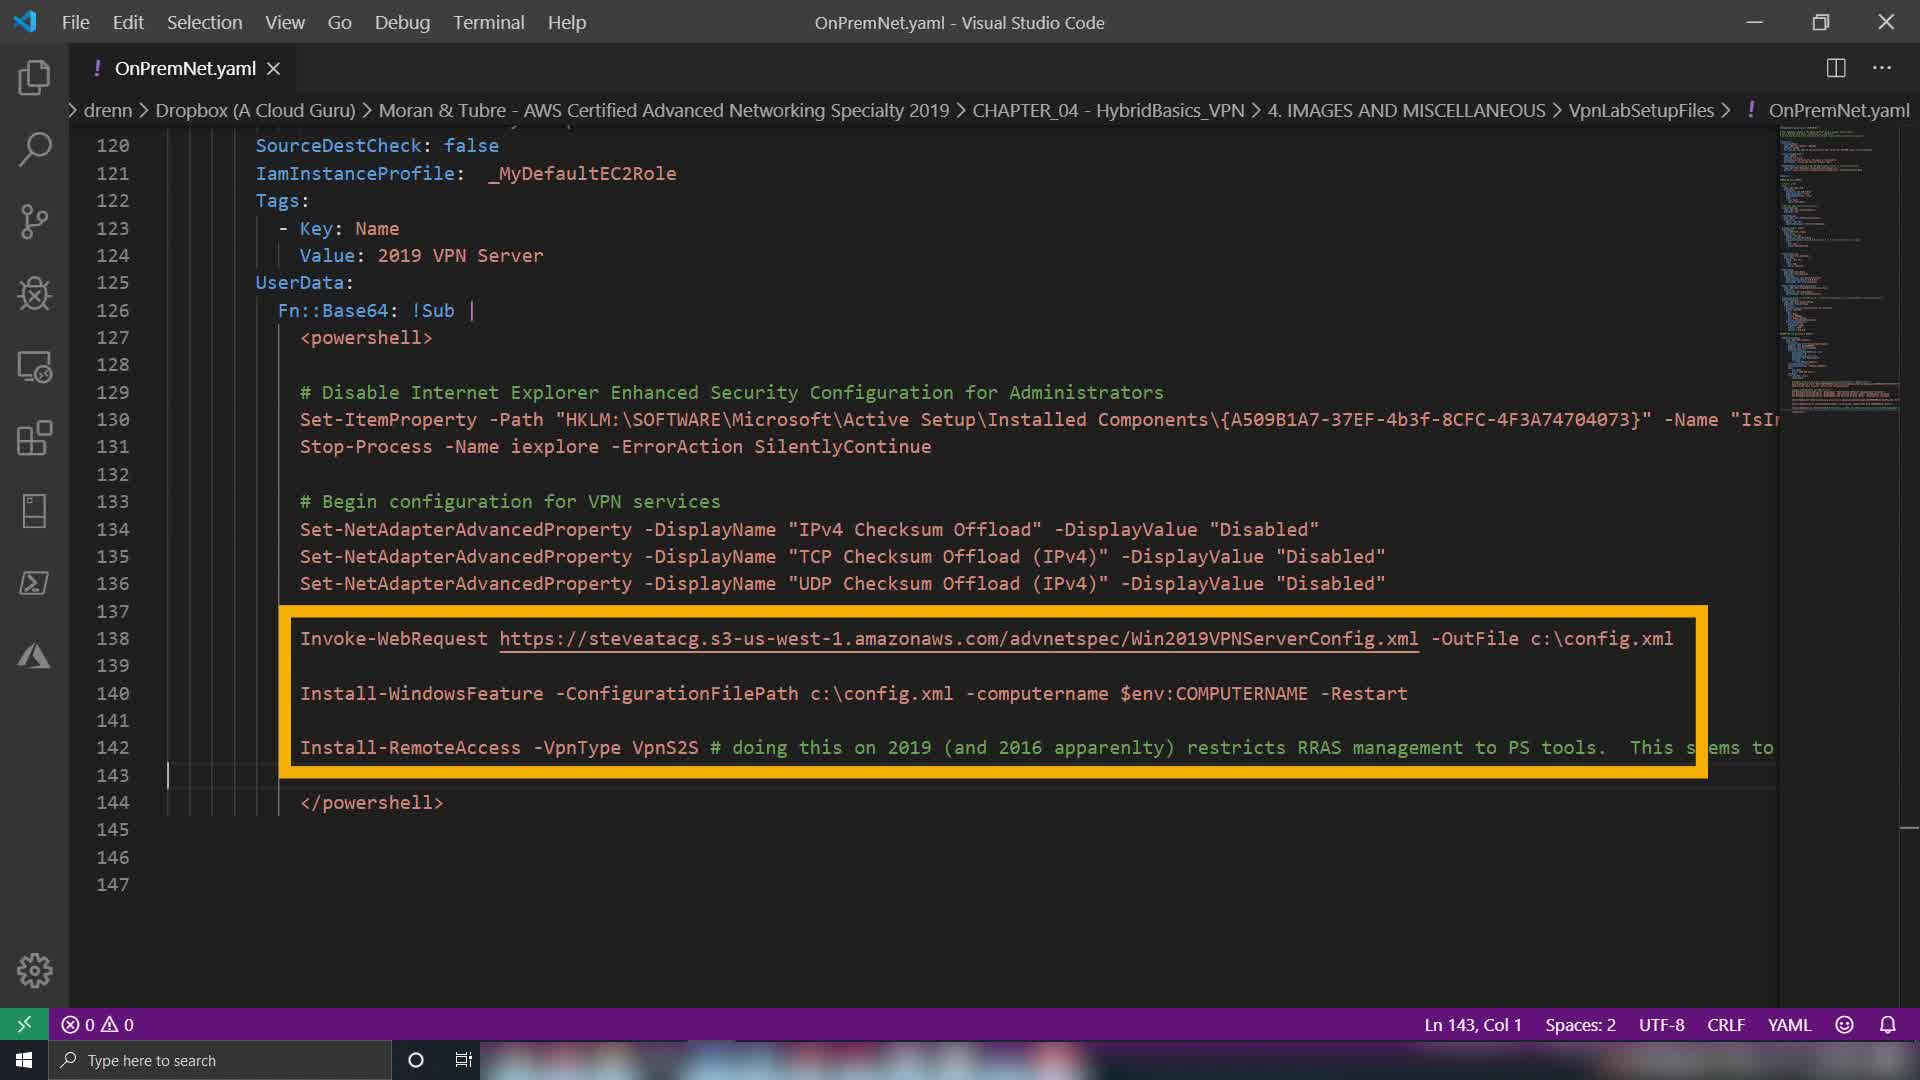 File Edit Selection View Go Debug Terminal Help
OnPremNet.yaml - Visual Studio Code
! OnPremNet.yaml
> drenn > Dropbox (A Cloud Guru) > Moran & Tubre - AWS Certified Advanced Networking Specialty 2019 > CHAPTER_04 - HybridBasics_VPN > 4. IMAGES AND MISCELLANEOUS > VpnLabSetupFiles > ! OnPremNet.yaml
120 SourceDestCheck: false
121 IamInstanceProfile: _MyDefaultEC2Role
122 Tags:
123 - Key: Name
124 Value: 2019 VPN Server
125 UserData:
126 Fn::Base64: !Sub |
127 <powershell>
128
129 # Disable Internet Explorer Enhanced Security Configuration for Administrators
130 Set-ItemProperty -Path "HKLM:\SOFTWARE\Microsoft\Active Setup\Installed Components\{A509B1A7-37EF-4b3f-8CFC-4F3A74704073}" -Name "IsIn
131 Stop-Process -Name iexplore -ErrorAction SilentlyContinue
132
133 # Begin configuration for VPN services
134 Set-NetAdapterAdvancedProperty -DisplayName "IPv4 Checksum Offload" -DisplayValue "Disabled"
135 Set-NetAdapterAdvancedProperty -DisplayName "TCP Checksum Offload (IPv4)" -DisplayValue "Disabled"
136 Set-NetAdapterAdvancedProperty -DisplayName "UDP Checksum Offload (IPv4)" -DisplayValue "Disabled"
137
138 Invoke-WebRequest https://steveatacg.s3-us-west-1.amazonaws.com/advnetspec/Win2019VPNServerConfig.xml -OutFile c:\config.xml
139
140 Install-WindowsFeature -ConfigurationFilePath c:\config.xml -computername $env:COMPUTERNAME -Restart
141
142 Install-RemoteAccess -VpnType VpnS2S # doing this on 2019 (and 2016 apparenlty) restricts RRAS management to PS tools. This seems to
143
144 </powershell>
145
146
147
0 0 Ln 143, Col 1 Spaces: 2 UTF-8 CRLF YAML
Type here to search